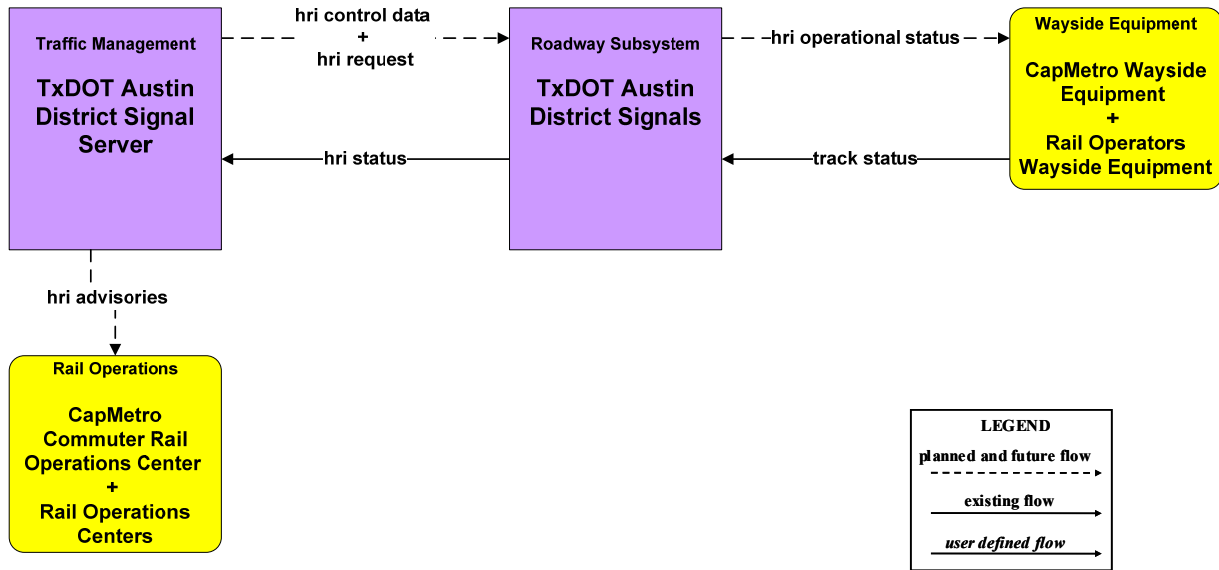 Traffic Management
TxDOT Austin
District Signal
Server
hri control data
+
hri request
hri status
Roadway Subsystem
TxDOT Austin
District Signals
hri operational status
track status
Wayside Equipment
CapMetro Wayside
Equipment
+
Rail Operators
Wayside Equipment
hri advisories
Rail Operations
CapMetro
Commuter Rail
Operations Center
+
Rail Operations
Centers
LEGEND
planned and future flow
existing flow
user defined flow